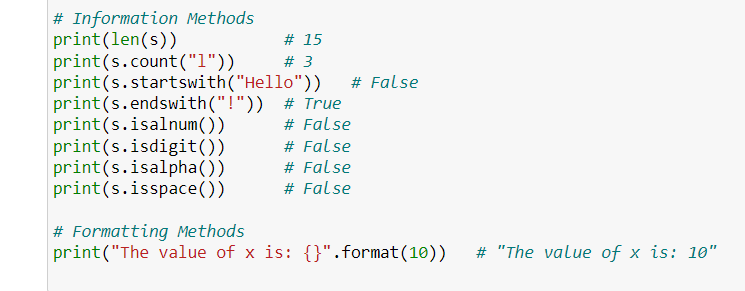 # Information Methods
print(len(s))              # 15
print(s.count("l"))        # 3
print(s.startswith("Hello"))   # False
print(s.endswith("!"))  # True
print(s.isalnum())      # False
print(s.isdigit())      # False
print(s.isalpha())      # False
print(s.isspace())      # False
# Formatting Methods
print("The value of x is: {}".format(10))   # "The value of x is: 10"